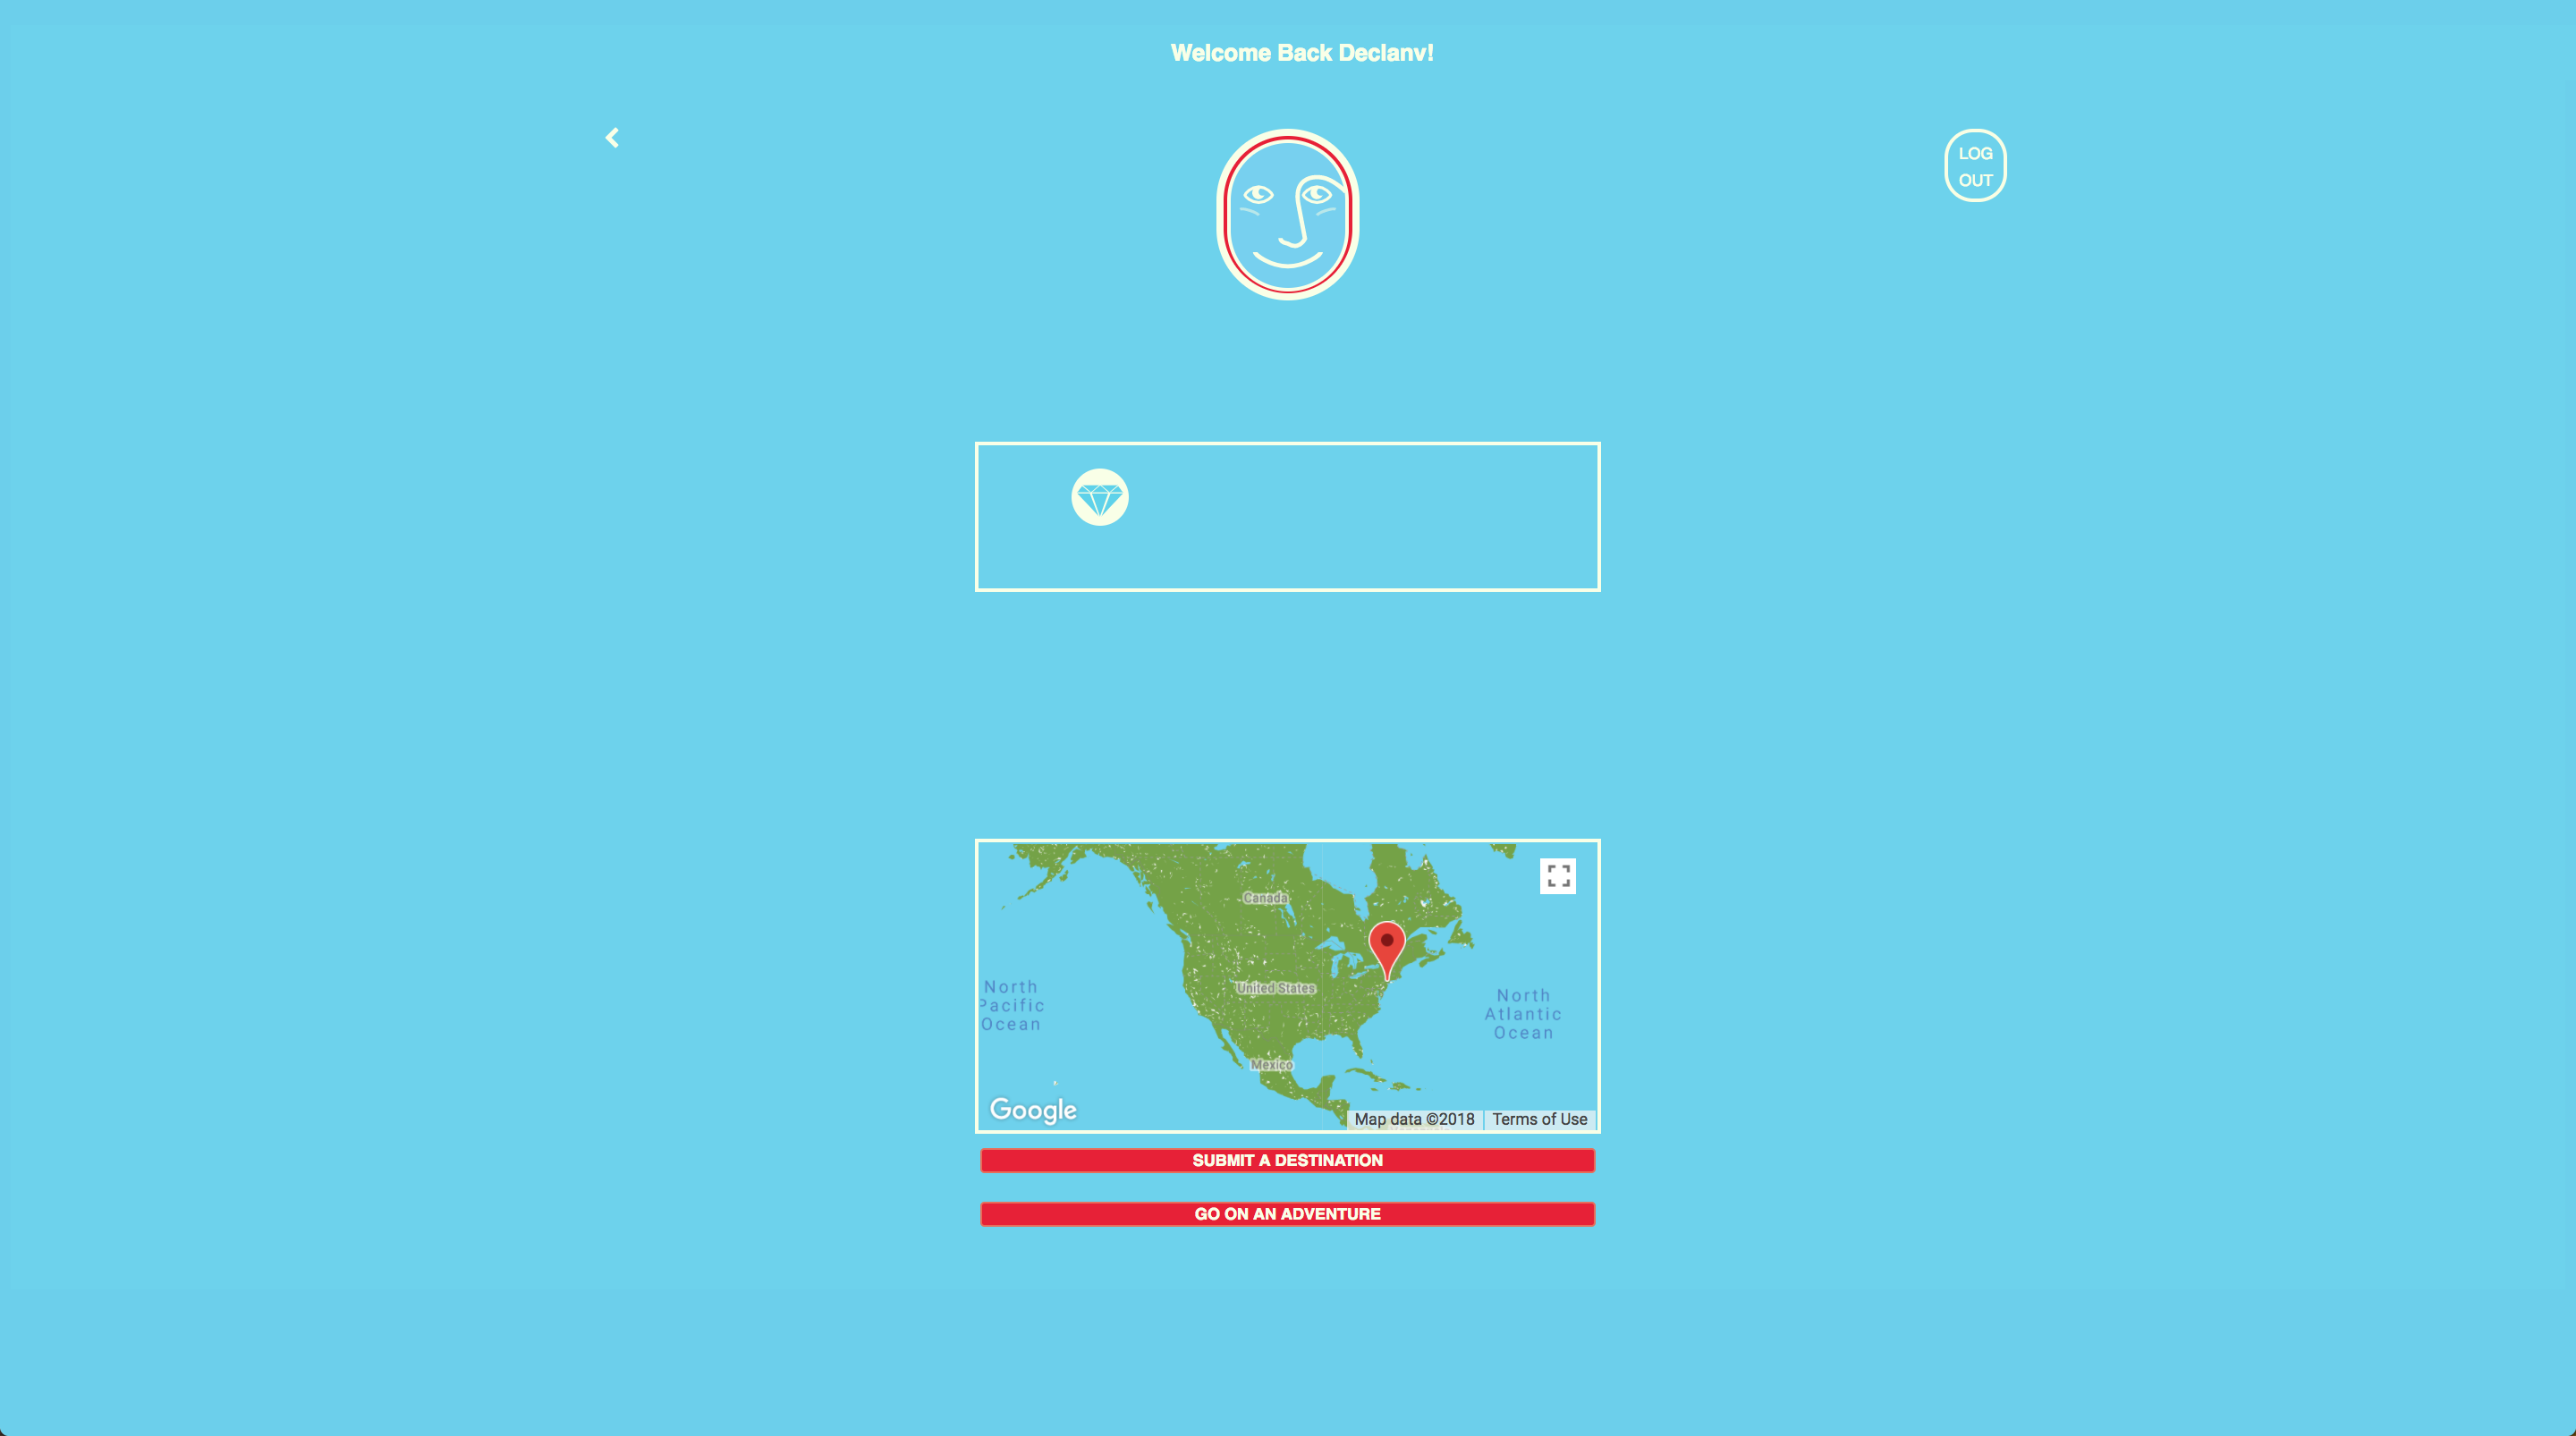 Welcome Back Declanv!
LOG
OUT
Canada
United States
Mexico
North
Pacific
Ocean
North
Atlantic
Ocean
Google
Map data ©2018
Terms of Use
SUBMIT A DESTINATION
GO ON AN ADVENTURE